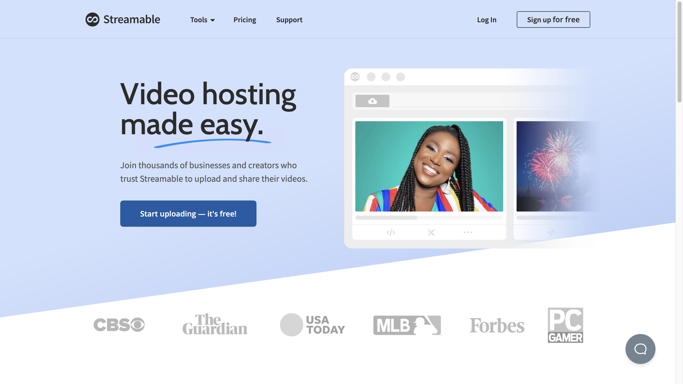 Streamable
Tools
Pricing
Support
Log In
Sign up for free
Video hosting
made easy.
Join thousands of businesses and creators who
trust Streamable to upload and share their videos.
Start uploading — it's free!
CBS
The
Guardian
USA
TODAY
MLB
Forbes
PC
GAMER